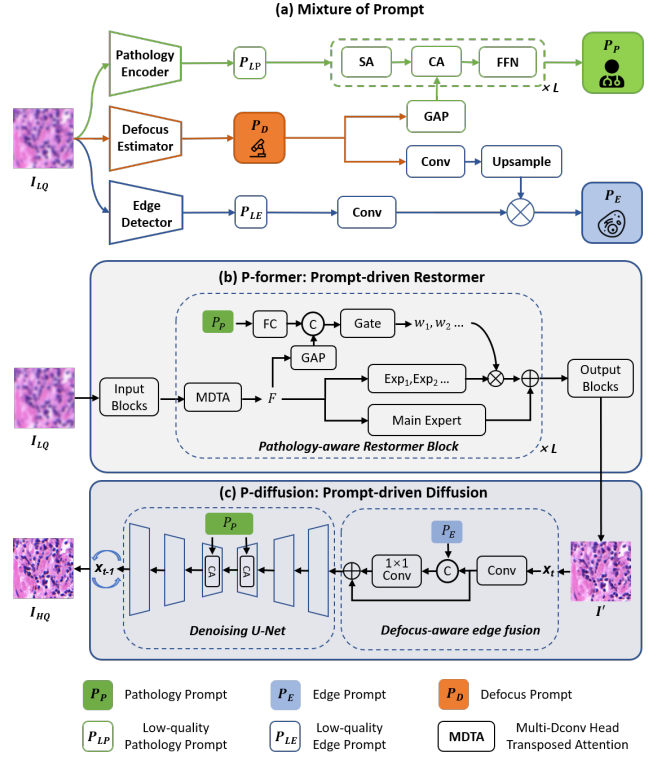 (a) Mixture of Prompt
Pathology
Encoder
P_LP
SA
CA
FFN
× L
P_P
I_LQ
Defocus
Estimator
P_D
GAP
Conv
Upsample
Edge
Detector
P_LE
Conv
P_E
(b) P-former: Prompt-driven Restormer
P_P
FC
C
Gate
w_1, w_2 ...
GAP
I_LQ
Input
Blocks
MDTA
F
Exp_1,Exp_2 ...
Main Expert
Output
Blocks
Pathology-aware Restormer Block
× L
(c) P-diffusion: Prompt-driven Diffusion
P_P
CA
CA
P_E
I_HQ
x_t-1
1×1
Conv
C
Conv
x_t
I'
Denoising U-Net
Defocus-aware edge fusion
P_P Pathology Prompt
P_E Edge Prompt
P_D Defocus Prompt
P_LP Low-quality
Pathology Prompt
P_LE Low-quality
Edge Prompt
MDTA Multi-Dconv Head
Transposed Attention